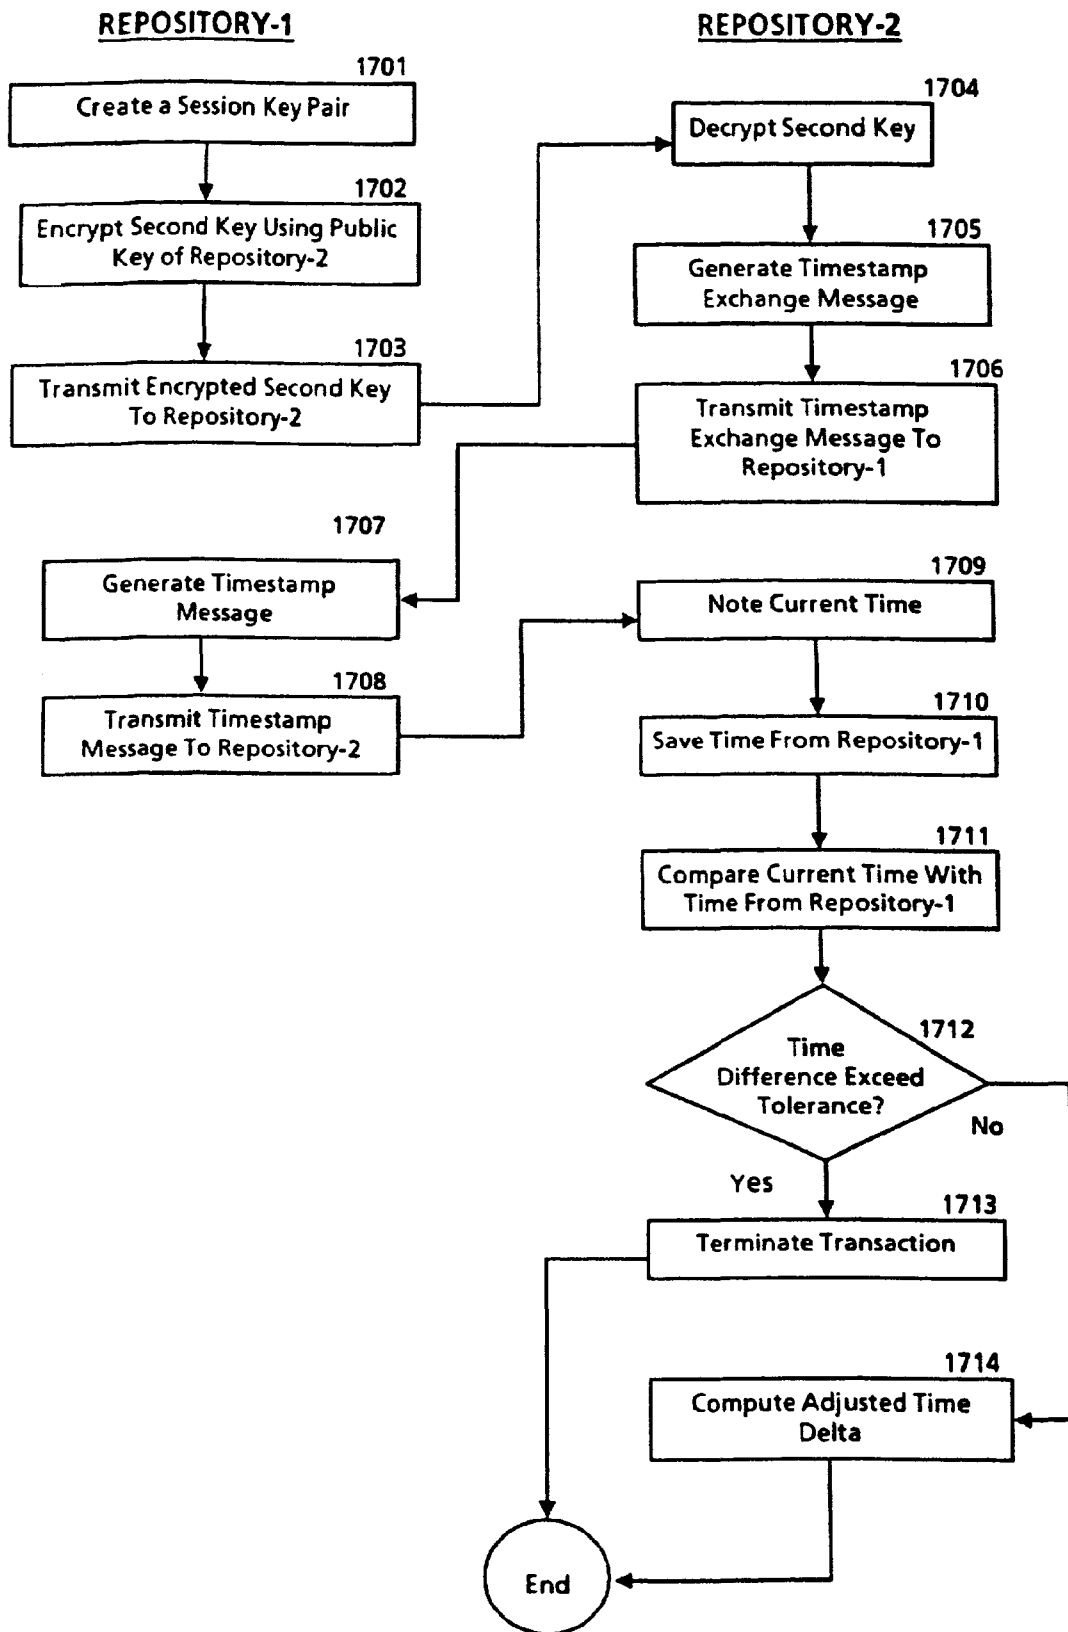 REPOSITORY-1
1701
Create a Session Key Pair
1702
Encrypt Second Key Using Public
Key of Repository-2
1703
Transmit Encrypted Second Key
To Repository-2
REPOSITORY-2
1704
Decrypt Second Key
1705
Generate Timestamp
Exchange Message
1706
Transmit Timestamp
Exchange Message To
Repository-1
1707
Generate Timestamp
Message
1708
Transmit Timestamp
Message To Repository-2
1709
Note Current Time
1710
Save Time From Repository-1
1711
Compare Current Time With
Time From Repository-1
1712
Time
Difference Exceed
Tolerance?
No
Yes
1713
Terminate Transaction
1714
Compute Adjusted Time
Delta
End